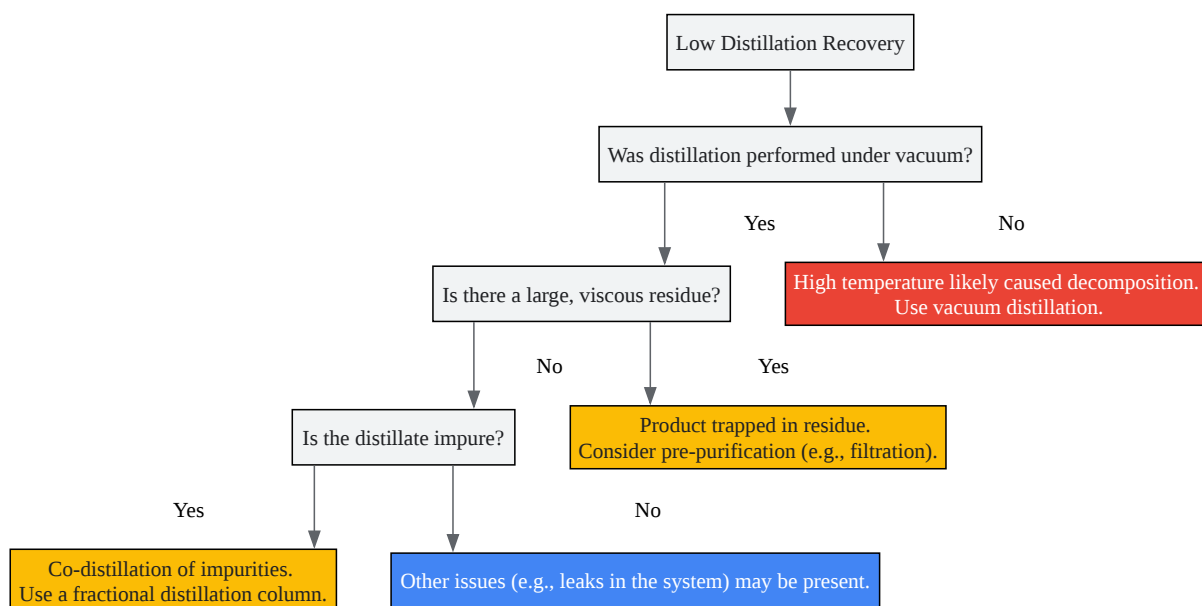 Low Distillation Recovery
Was distillation performed under vacuum?
Yes
No
Is there a large, viscous residue?
High temperature likely caused decomposition.
Use vacuum distillation.
No
Yes
Is the distillate impure?
Product trapped in residue.
Consider pre-purification (e.g., filtration).
Yes
No
Co-distillation of impurities.
Use a fractional distillation column.
Other issues (e.g., leaks in the system) may be present.